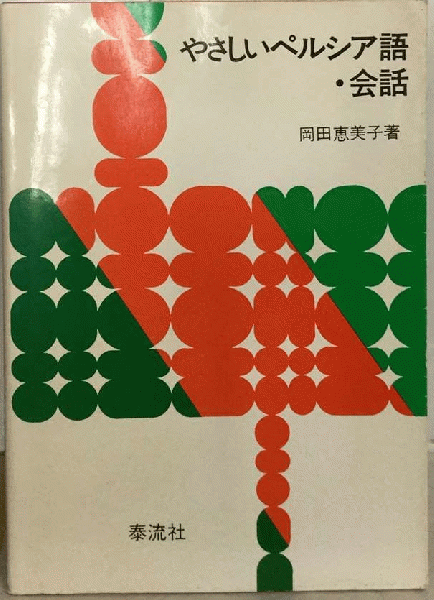 やさしいペルシア語
・会話
岡田恵美子著
泰流社